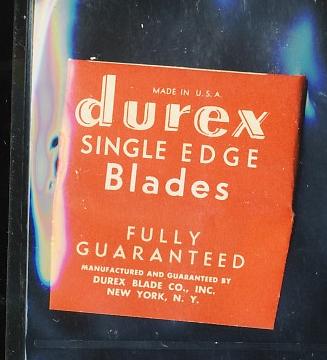 MADE IN U.S.A.
durex
SINGLE EDGE
Blades
FULLY
GUARANTEED
MANUFACTURED AND GUARANTEED BY
DUREX BLADE CO., INC.
NEW YORK, N. Y.